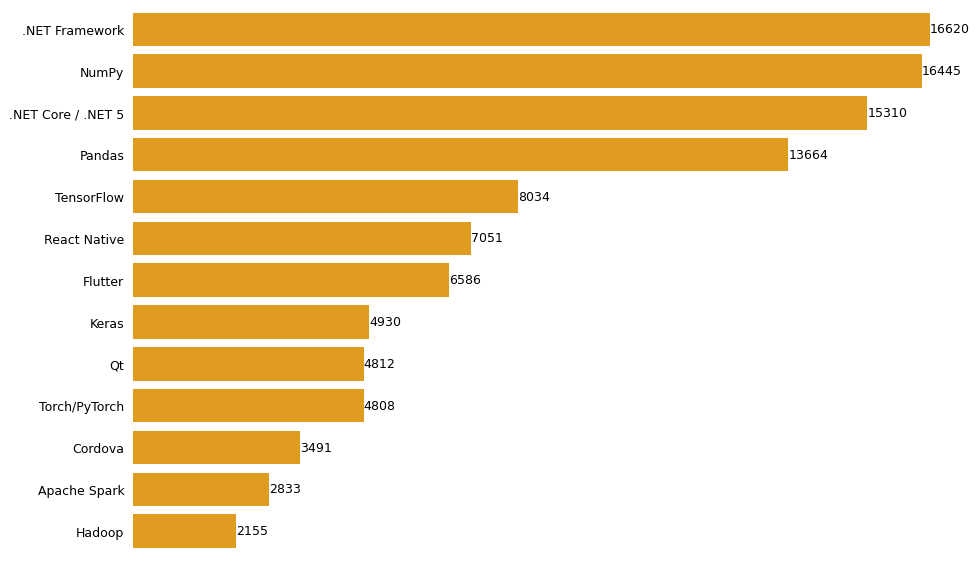 .NET Framework 16620
NumPy 16445
.NET Core / .NET 5 15310
Pandas 13664
TensorFlow 8034
React Native 7051
Flutter 6586
Keras 4930
Qt 4812
Torch/PyTorch 4808
Cordova 3491
Apache Spark 2833
Hadoop 2155